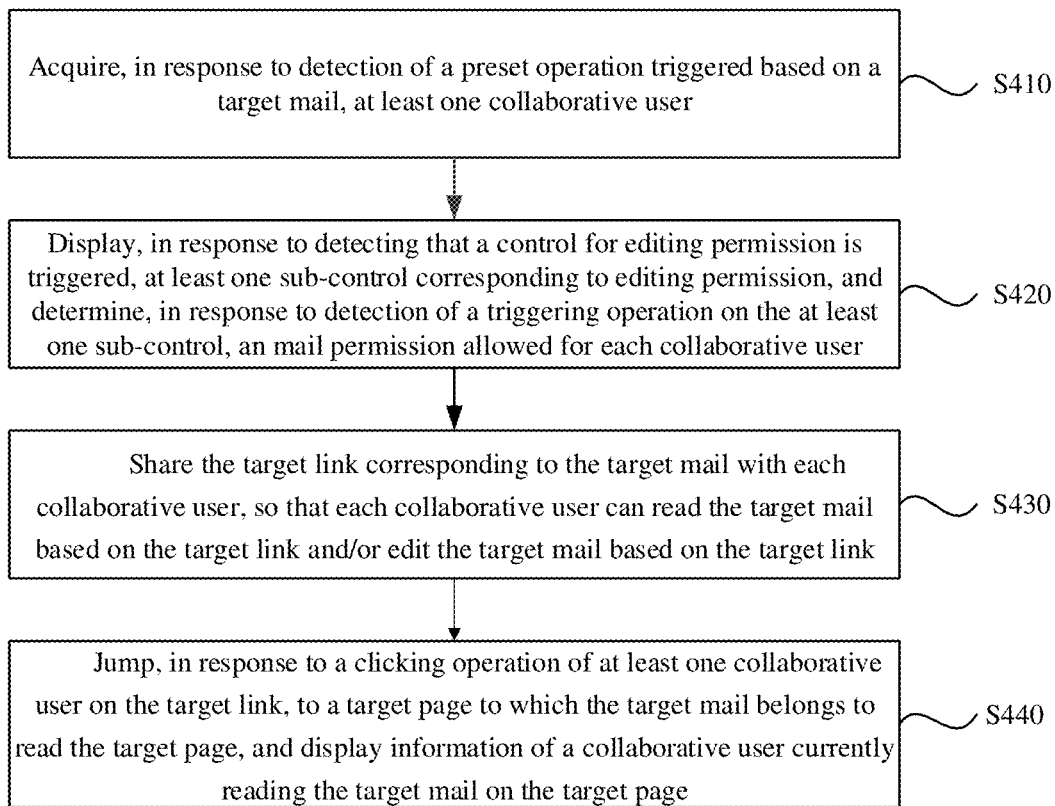 Acquire, in response to detection of a preset operation triggered based on a
target mail, at least one collaborative user
S410
Display, in response to detecting that a control for editing permission is
triggered, at least one sub-control corresponding to editing permission, and
determine, in response to detection of a triggering operation on the at least
one sub-control, an mail permission allowed for each collaborative user
S420
Share the target link corresponding to the target mail with each
collaborative user, so that each collaborative user can read the target mail
based on the target link and/or edit the target mail based on the target link
S430
Jump, in response to a clicking operation of at least one collaborative
user on the target link, to a target page to which the target mail belongs to
read the target page, and display information of a collaborative user currently
reading the target mail on the target page
S440